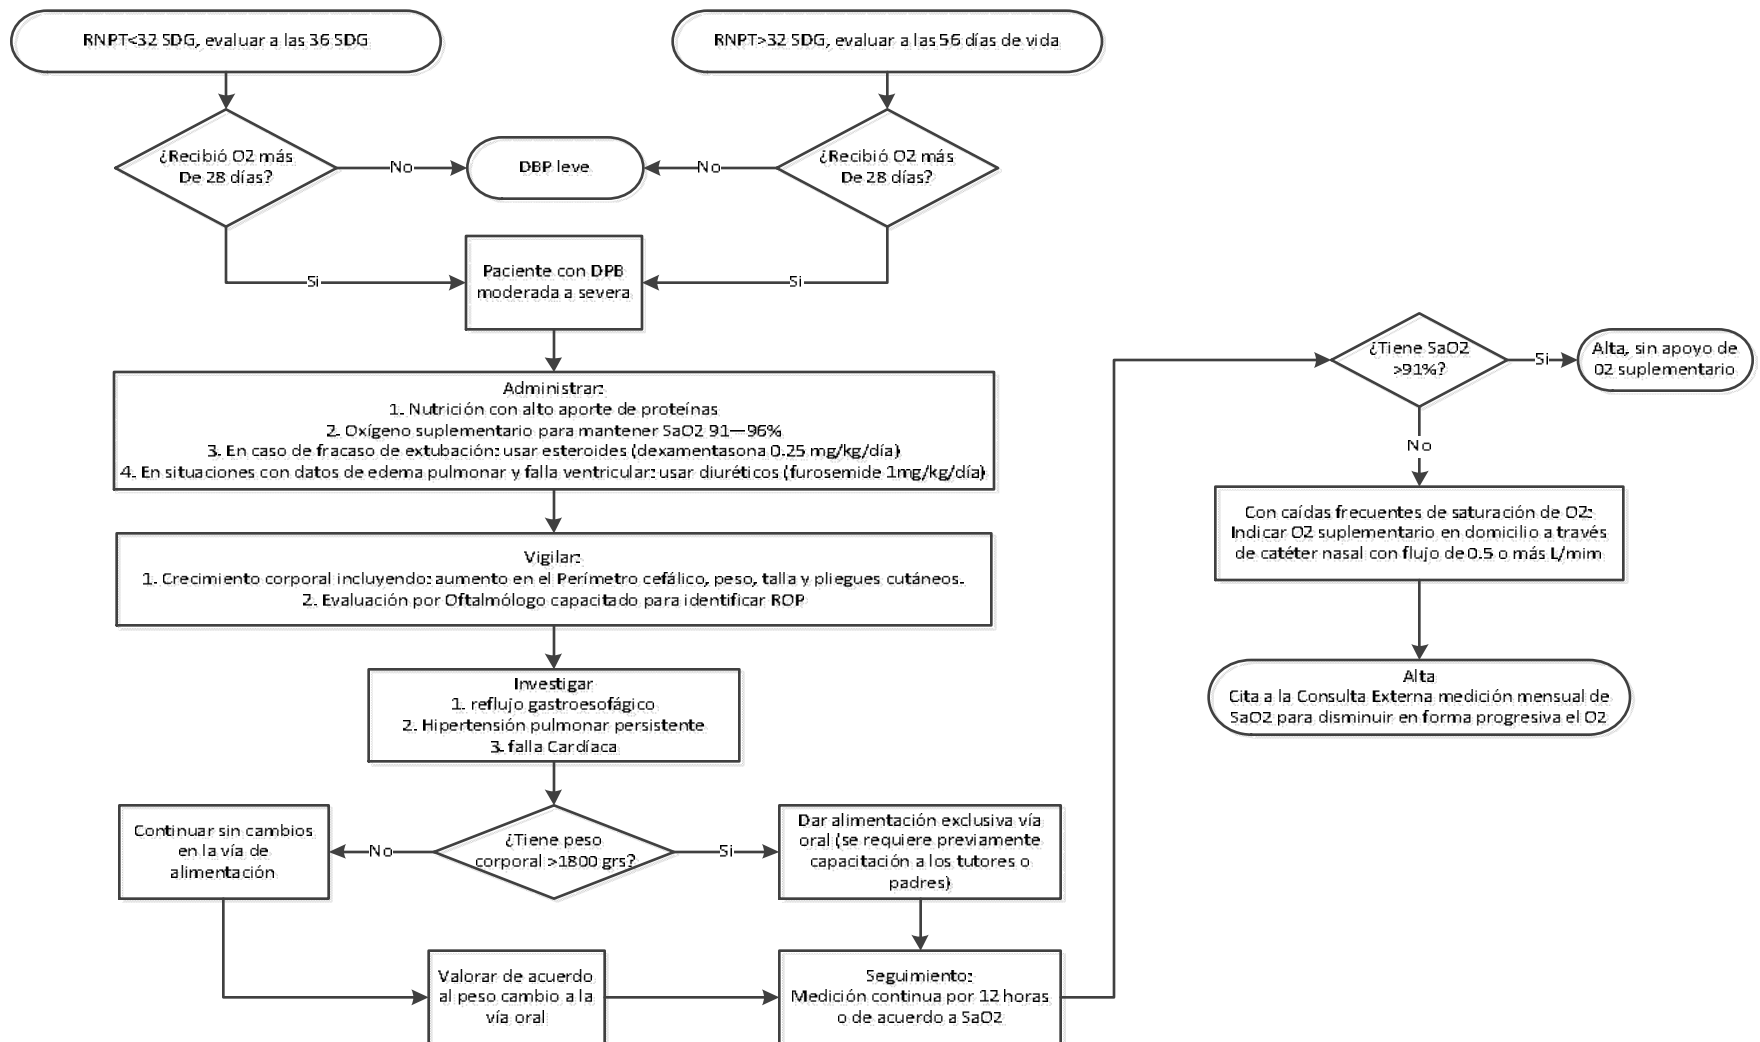 RNPT<32 SDG, evaluar a las 36 SDG
RNPT>32 SDG, evaluar a las 56 días de vida
¿Recibió O2 más
De 28 días?
No
DBP leve
No
¿Recibió O2 más
De 28 días?
Si
Paciente con DPB
moderada a severa
Si
Administrar:
1. Nutrición con alto aporte de proteínas
2. Oxígeno suplementario para mantener SaO2 91—96%
3. En caso de fracaso de extubación: usar esteroides (dexametasona 0.25 mg/kg/día)
4. En situaciones con datos de edema pulmonar y falla ventricular: usar diuréticos (furosemide 1mg/kg/día)
Vigilar:
1. Crecimiento corporal incluyendo: aumento en el Perímetro cefálico, peso, talla y pliegues cutáneos.
2. Evaluación por Oftalmólogo capacitado para identificar ROP
Investigar
1. reflujo gastroesofágico
2. Hipertensión pulmonar persistente
3. falla Cardíaca
¿Tiene peso
corporal >1800 grs?
No
Continuar sin cambios
en la vía de
alimentación
Si
Dar alimentación exclusiva vía
oral (se requiere previamente
capacitación a los tutores o
padres)
Valorar de acuerdo
al peso cambio a la
vía oral
Seguimiento:
Medición continua por 12 horas
o de acuerdo a SaO2
¿Tiene SaO2
>91%?
Si
Alta, sin apoyo de
02 suplementario
No
Con caídas frecuentes de saturación de O2:
Indicar O2 suplementario en domicilio a través
de catéter nasal con flujo de 0.5 o más L/mim
Alta
Cita a la Consulta Externa medición mensual de
SaO2 para disminuir en forma progresiva el O2